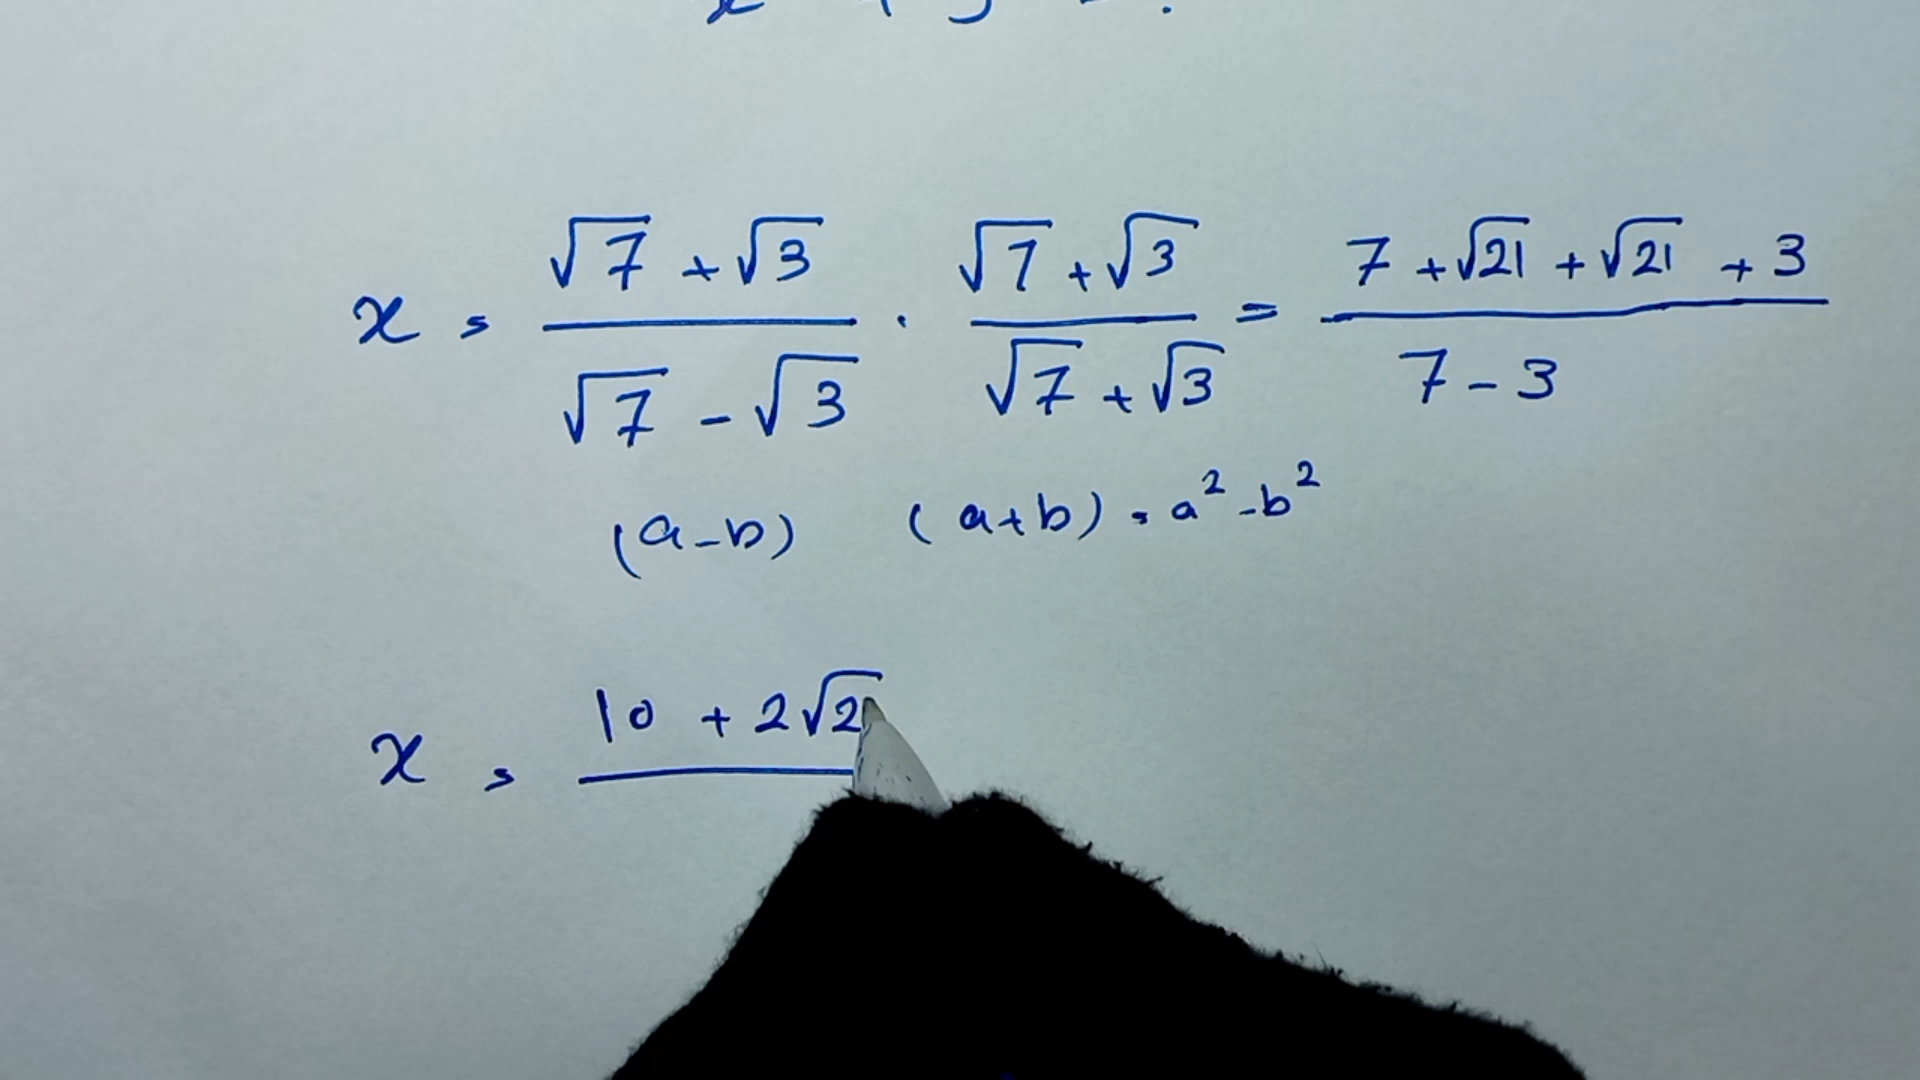 x = (√7 + √3)/(√7 - √3) · (√7 + √3)/(√7 + √3) = (7 + √21 + √21 + 3)/(7 - 3)
(a - b) (a + b) = a² - b²
x = 10 + 2√2